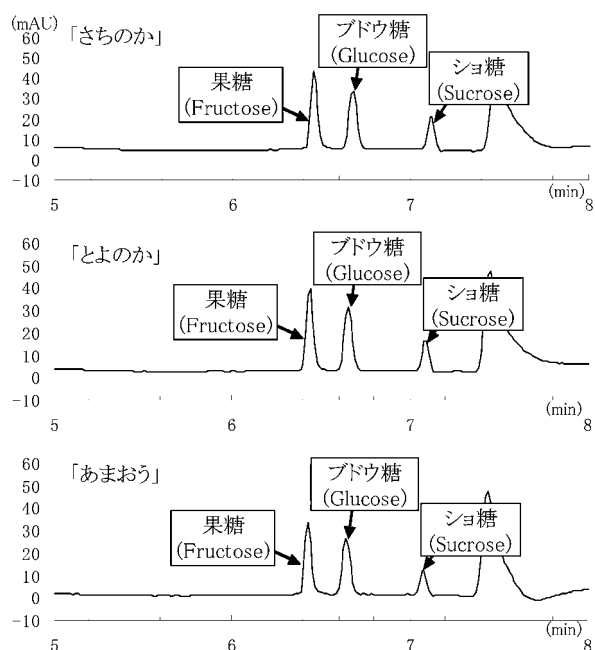 (mAU)
「さちのか」
60
50
40
30
20
10
0
-10
果糖
(Fructose)
ブドウ糖
(Glucose)
ショ糖
(Sucrose)
(min)
5 6 7 8
「とよのか」
60
50
40
30
20
10
0
-10
果糖
(Fructose)
ブドウ糖
(Glucose)
ショ糖
(Sucrose)
(min)
5 6 7 8
「あまおう」
60
50
40
30
20
10
0
-10
果糖
(Fructose)
ブドウ糖
(Glucose)
ショ糖
(Sucrose)
5 6 7 (min) 8